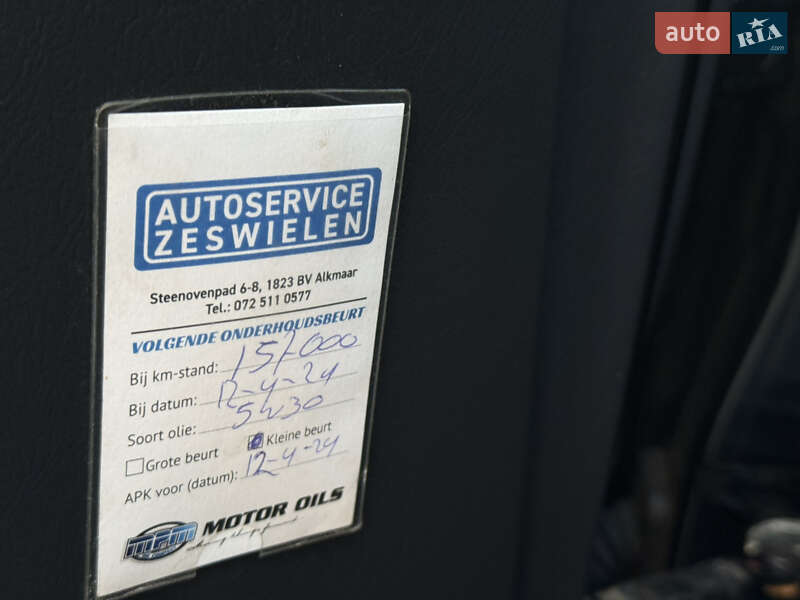 auto RIA .com
AUTOSERVICE
ZESWIELEN
Steenovenpad 6-8, 1823 BV Alkmaar
Tel.: 072 511 0577
VOLGENDE ONDERHOUDSBEURT
Bij km-stand: 157000
Bij datum: 12-4-24
Soort olie: 5w30
Grote beurt Kleine beurt
APK voor (datum): 12-4-24
MPM MOTOR OILS